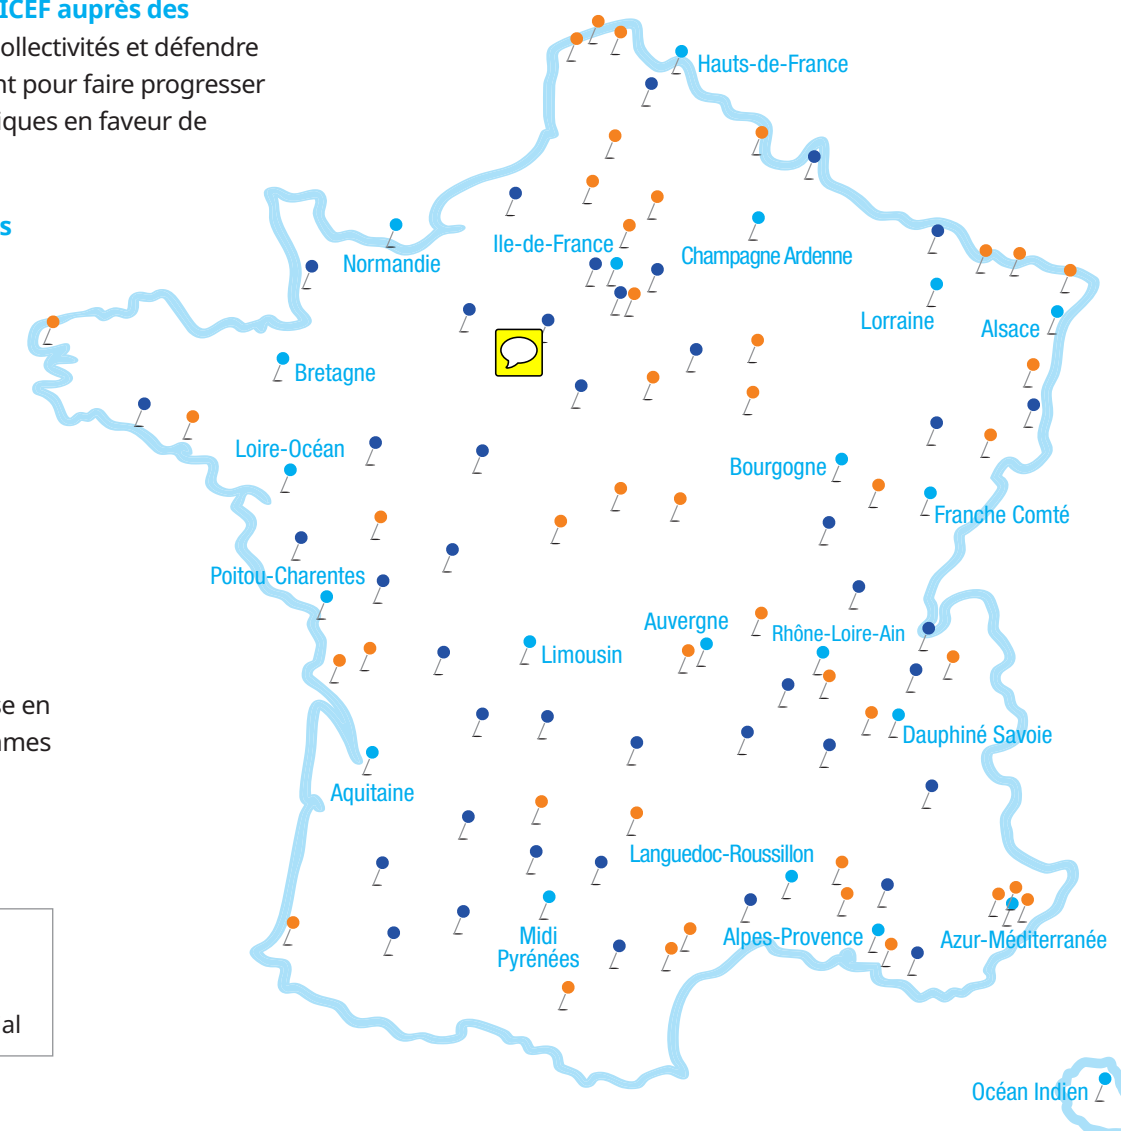 ICEF auprès des
ollectivités et défendre
nt pour faire progresser
iques en faveur de
s
se en
mmes
al
Hauts-de-France
Ile-de-France
Normandie
Champagne Ardenne
Lorraine
Alsace
Bretagne
Loire-Océan
Bourgogne
Franche Comté
Poitou-Charentes
Auvergne
Rhône-Loire-Ain
Limousin
Dauphiné Savoie
Aquitaine
Languedoc-Roussillon
Midi
Pyrénées
Alpes-Provence
Azur-Méditerranée
Océan Indien